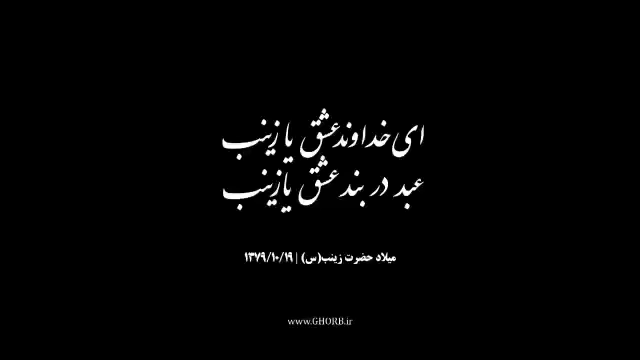 ای خداوند عشق یا زینب
عبد در بند عشق یا زینب
میلاد حضرت زینب(س) | ۱۳۷۹/۱۰/۱۹
www.GHORB.ir